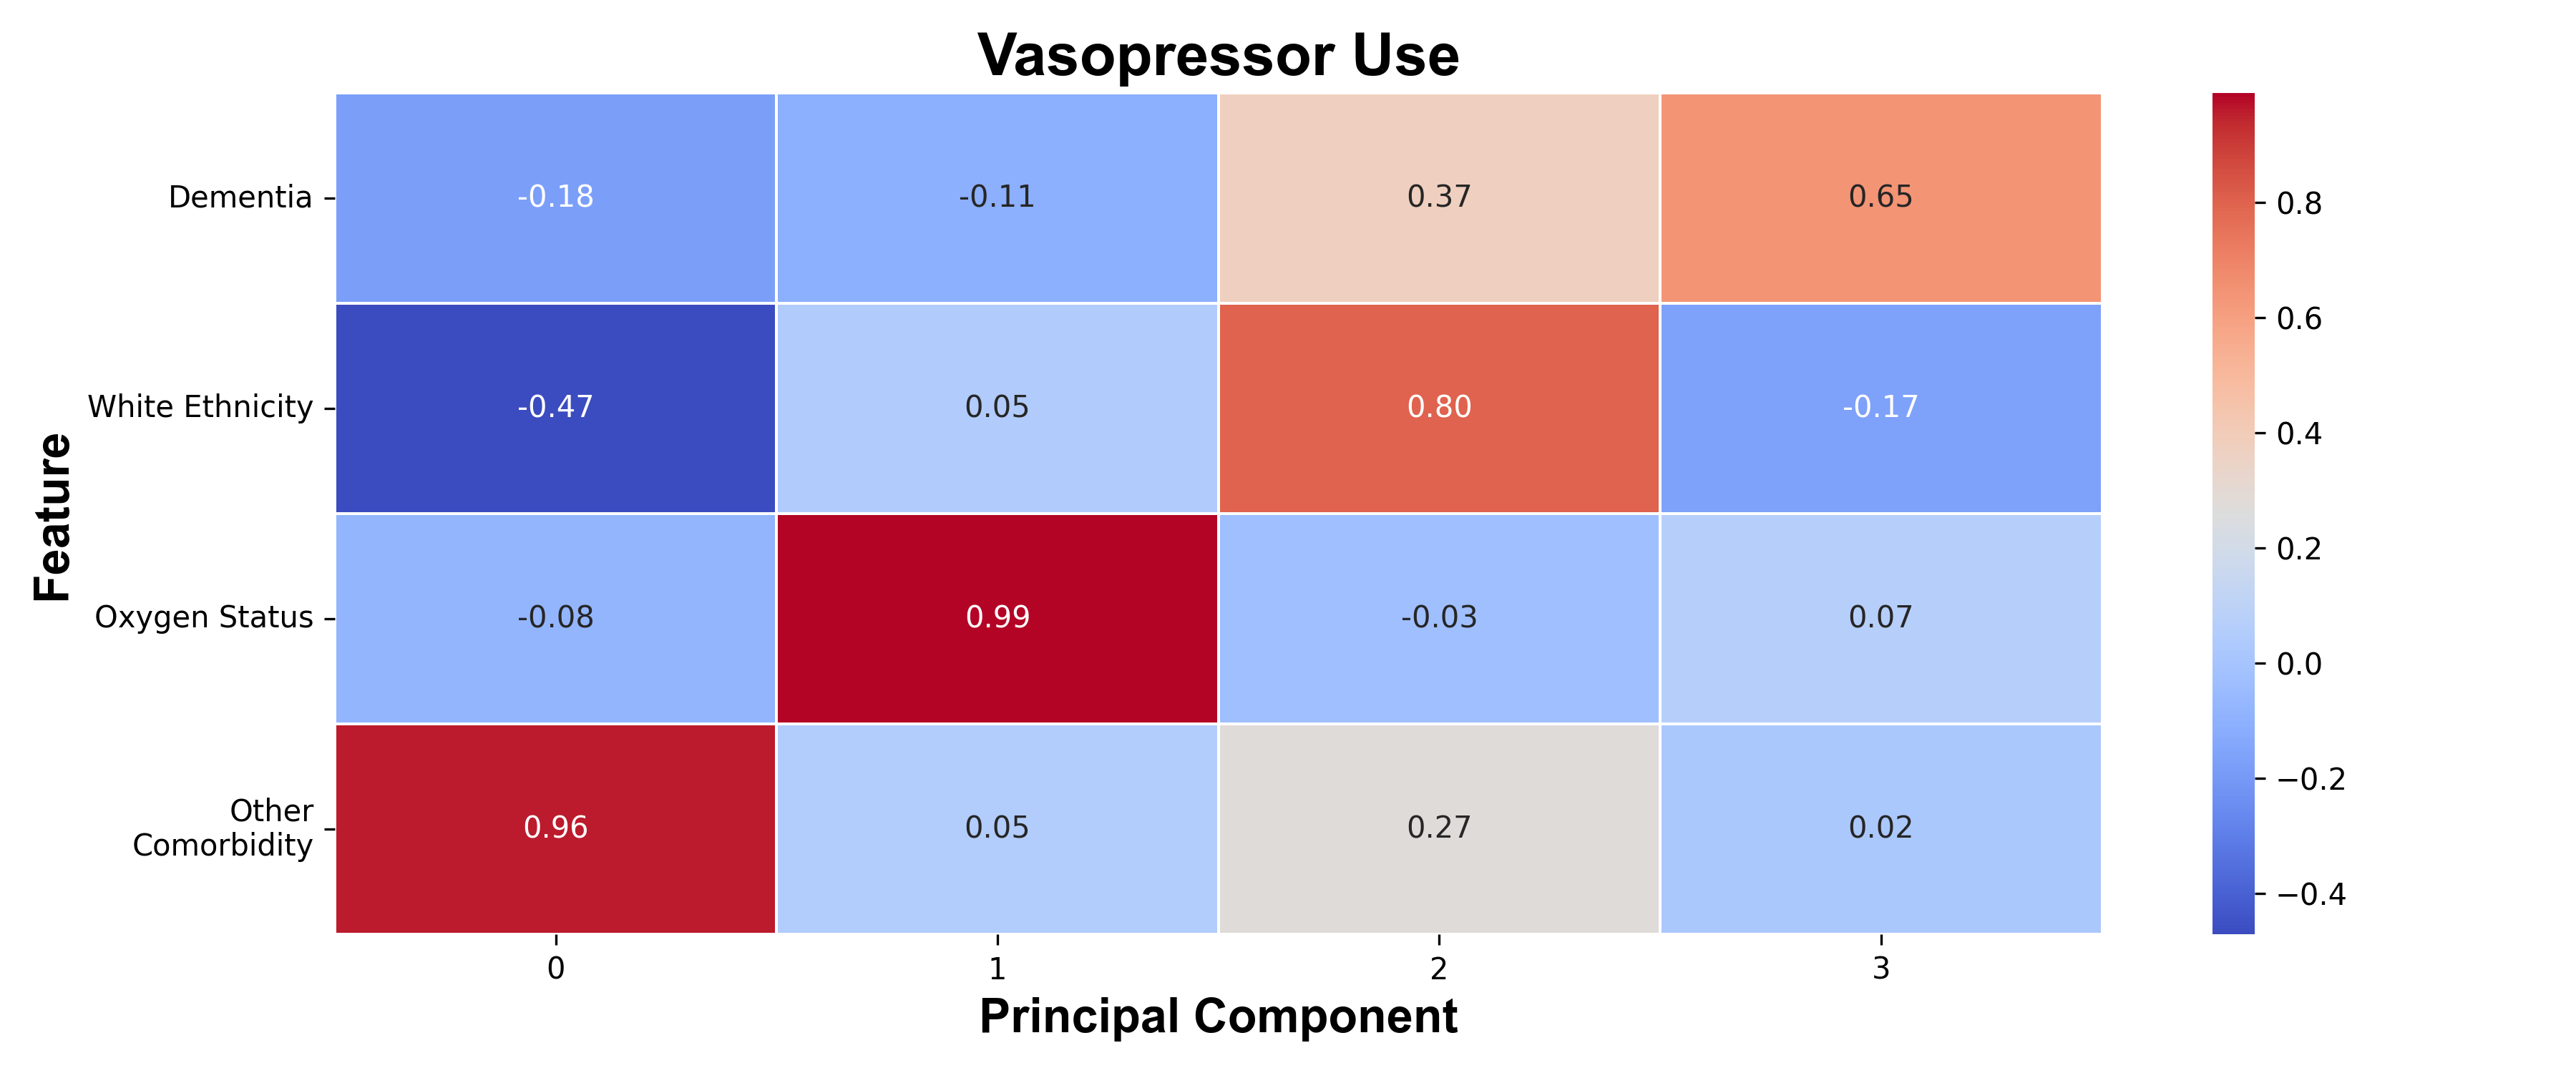 Vasopressor Use
Feature
Dementia
-0.18 -0.11 0.37 0.65
White Ethnicity
-0.47 0.05 0.80 -0.17
Oxygen Status
-0.08 0.99 -0.03 0.07
Other
Comorbidity
0.96 0.05 0.27 0.02
0 1 2 3
Principal Component
0.8
0.6
0.4
0.2
0.0
−0.2
−0.4